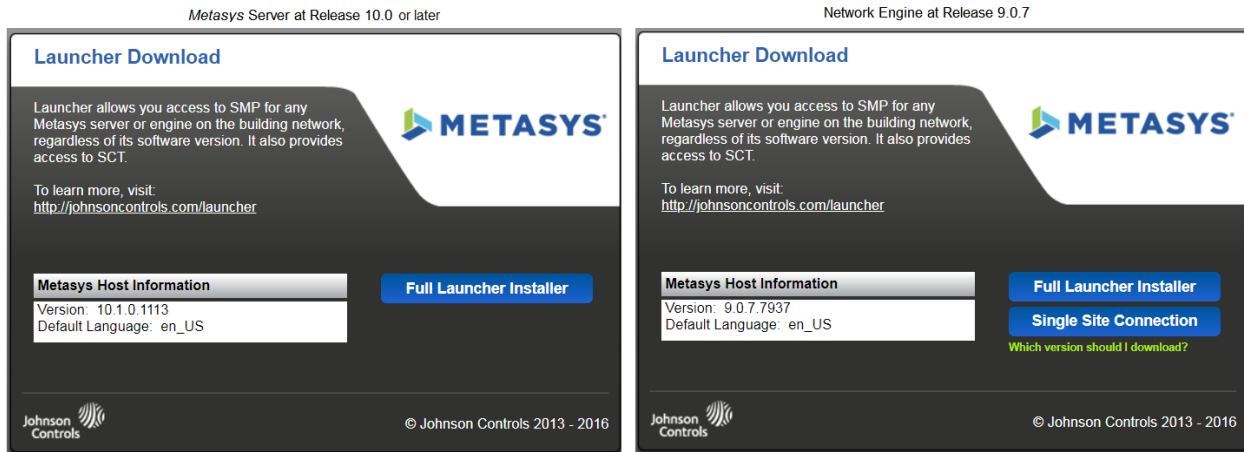 Metasys Server at Release 10.0 or later
Launcher Download
Launcher allows you access to SMP for any
Metasys server or engine on the building network,
regardless of its software version. It also provides
access to SCT.
To learn more, visit:
http://johnsoncontrols.com/launcher
METASYS®
Metasys Host Information
Version: 10.1.0.1113
Default Language: en_US
Full Launcher Installer
Johnson
Controls
© Johnson Controls 2013 - 2016
Network Engine at Release 9.0.7
Launcher Download
Launcher allows you access to SMP for any
Metasys server or engine on the building network,
regardless of its software version. It also provides
access to SCT.
To learn more, visit:
http://johnsoncontrols.com/launcher
METASYS®
Metasys Host Information
Version: 9.0.7.7937
Default Language: en_US
Full Launcher Installer
Single Site Connection
Which version should I download?
Johnson
Controls
© Johnson Controls 2013 - 2016